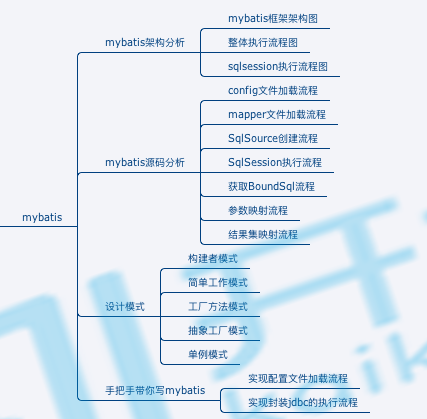 mybatis
mybatis架构分析
mybatis框架架构图
整体执行流程图
sqlsession执行流程图
mybatis源码分析
config文件加载流程
mapper文件加载流程
SqlSource创建流程
SqlSession执行流程
获取BoundSql流程
参数映射流程
结果集映射流程
设计模式
构建者模式
简单工作模式
工厂方法模式
抽象工厂模式
单例模式
手把手带你写mybatis
实现配置文件加载流程
实现封装jdbc的执行流程